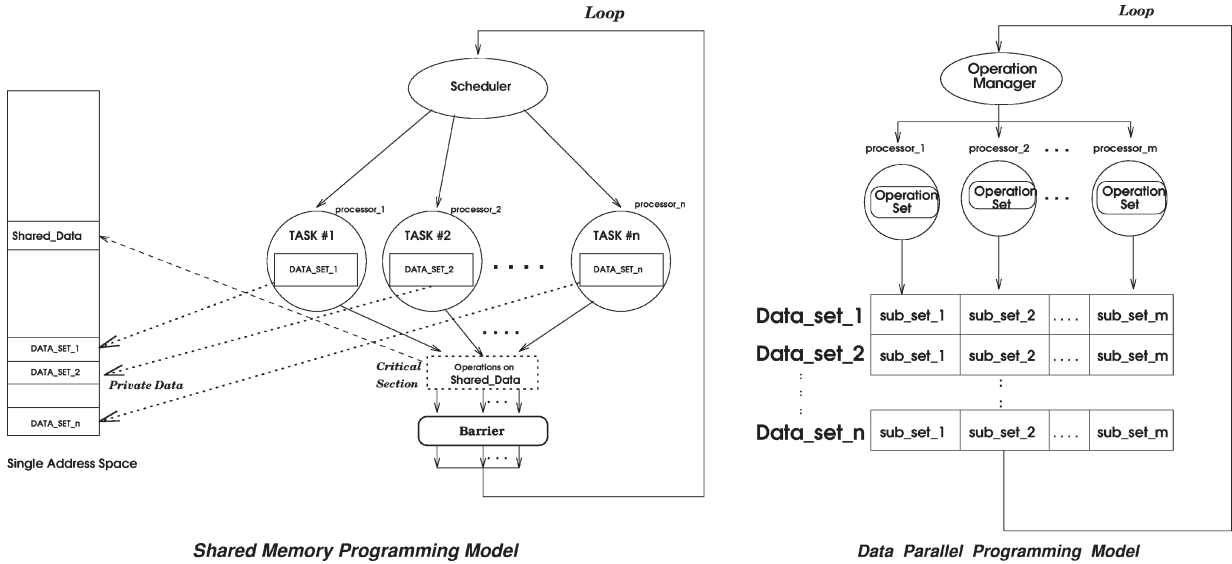 Loop
Scheduler
processor_1
processor_2
processor_n
TASK #1
TASK #2
TASK #n
DATA_SET_1
DATA_SET_2
DATA_SET_n
. . . .
Shared_Data
DATA_SET_1
DATA_SET_2
DATA_SET_n
Private Data
Single Address Space
. . . .
Critical
Section
Operations on
Shared_Data
. . .
Barrier
. . .
Shared Memory Programming Model
Loop
Operation
Manager
processor_1
processor_2
. . .
processor_m
Operation
Set
Operation
Set
. . .
Operation
Set
Data_set_1 sub_set_1 sub_set_2 .... sub_set_m
Data_set_2 sub_set_1 sub_set_2 .... sub_set_m
Data_set_n sub_set_1 sub_set_2 .... sub_set_m
Data Parallel Programming Model